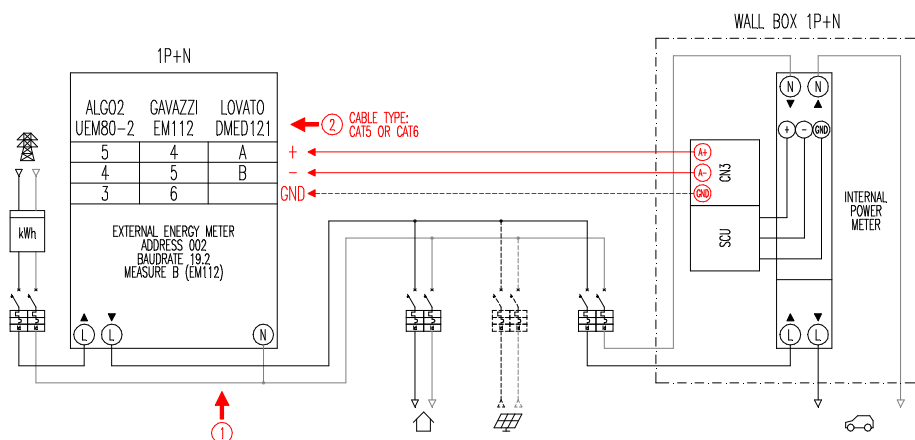 WALL BOX 1P+N
1P+N
ALGO2 GAVAZZI LOVATO
UEM80-2 EM112 DMED121
2 CABLE TYPE:
CAT5 OR CAT6
5 4 A +
4 5 B -
3 6 GND
A+
A-
GND
CN3
SCU
N N
+ - GND
INTERNAL
POWER
METER
kWh
EXTERNAL ENERGY METER
ADDRESS 002
BAUDRATE 19.2
MEASURE B (EM112)
L L N
L L
1